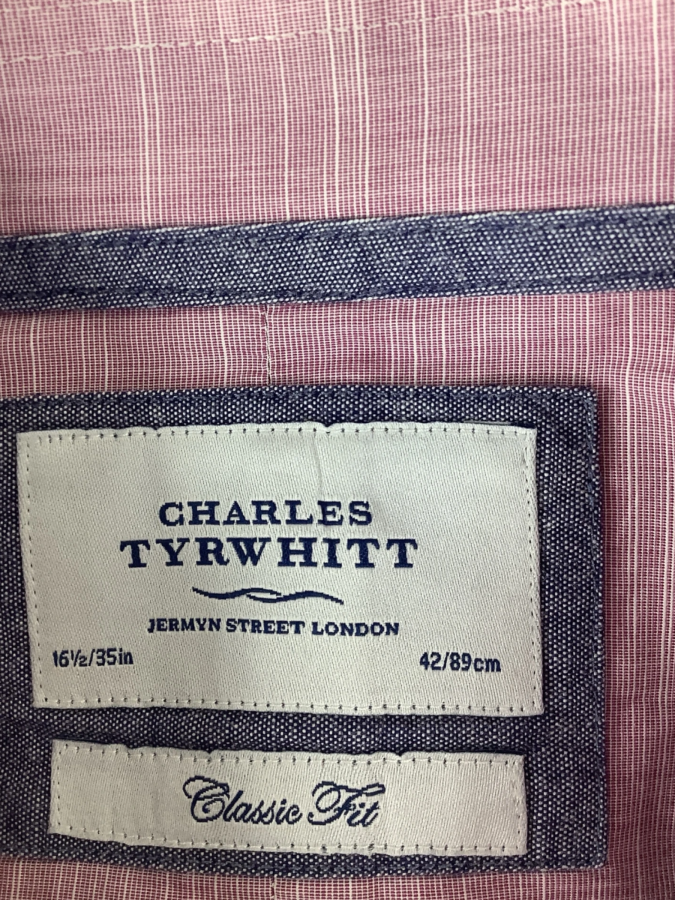 CHARLES
TYRWHITT
JERMYN STREET LONDON
16½/35in 42/89cm
Classic Fit